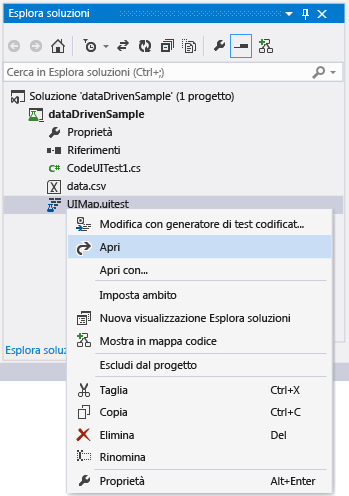 Esplora soluzioni
Cerca in Esplora soluzioni (Ctrl+;)
Soluzione 'dataDrivenSample' (1 progetto)
dataDrivenSample
Proprietà
Riferimenti
C# CodeUITest1.cs
data.csv
UIMap.uitest
Modifica con generatore di test codificat...
Apri
Apri con...
Imposta ambito
Nuova visualizzazione Esplora soluzioni
Mostra in mappa codice
Esplora soluz
Escludi dal progetto
Taglia Ctrl+X
Copia Ctrl+C
Elimina Del
Rinomina
Proprietà Alt+Enter